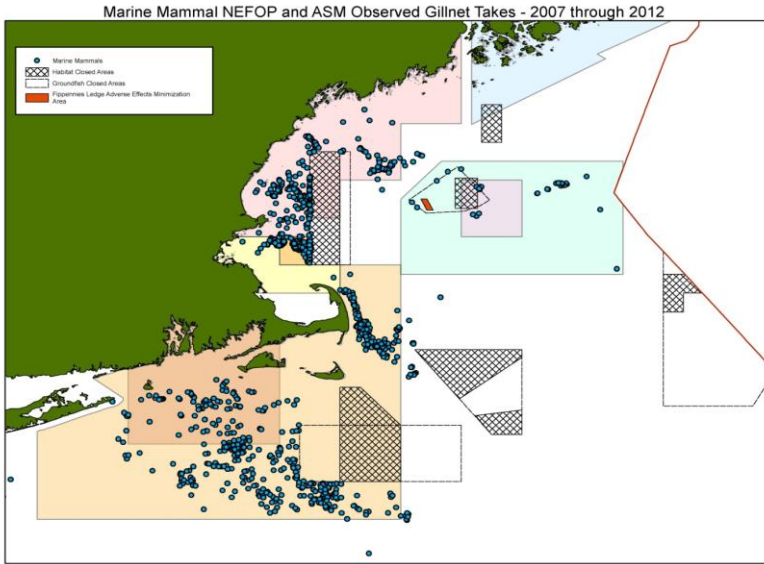 Marine Mammal NEFOP and ASM Observed Gillnet Takes - 2007 through 2012
Marine Mammals
Habitat Closed Areas
Groundfish Closed Areas
Fippennies Ledge Adverse Effects Minimization
Area